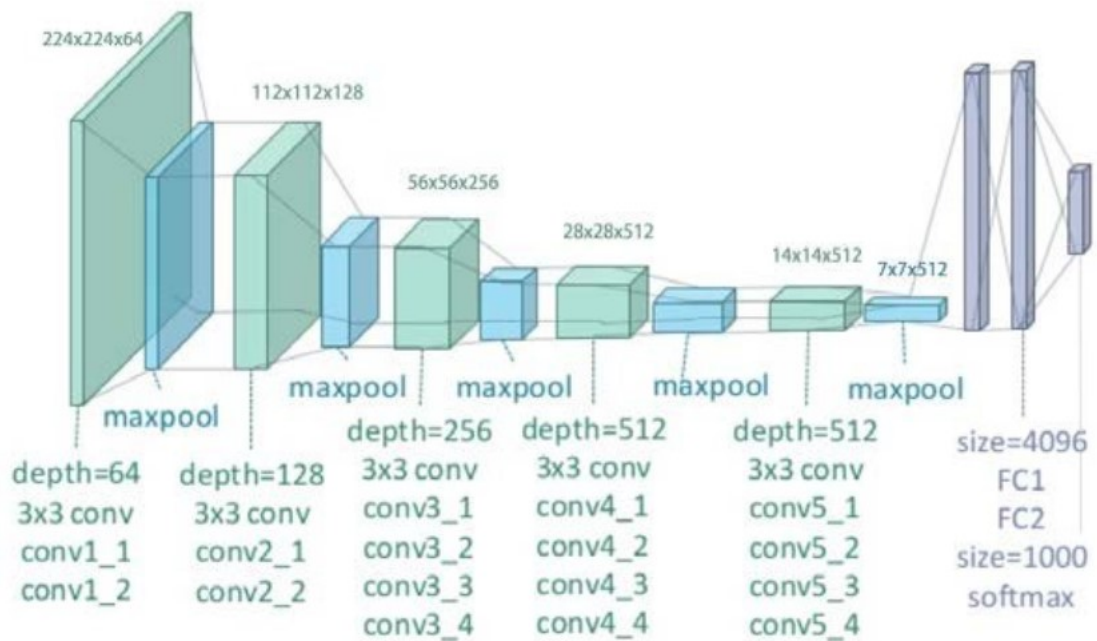 224x224x64
112x112x128
56x56x256
28x28x512
14x14x512
7x7x512
maxpool
maxpool
maxpool
maxpool
maxpool
depth=64
3x3 conv
conv1_1
conv1_2
depth=128
3x3 conv
conv2_1
conv2_2
depth=256
3x3 conv
conv3_1
conv3_2
conv3_3
conv3_4
depth=512
3x3 conv
conv4_1
conv4_2
conv4_3
conv4_4
depth=512
3x3 conv
conv5_1
conv5_2
conv5_3
conv5_4
size=4096
FC1
FC2
size=1000
softmax